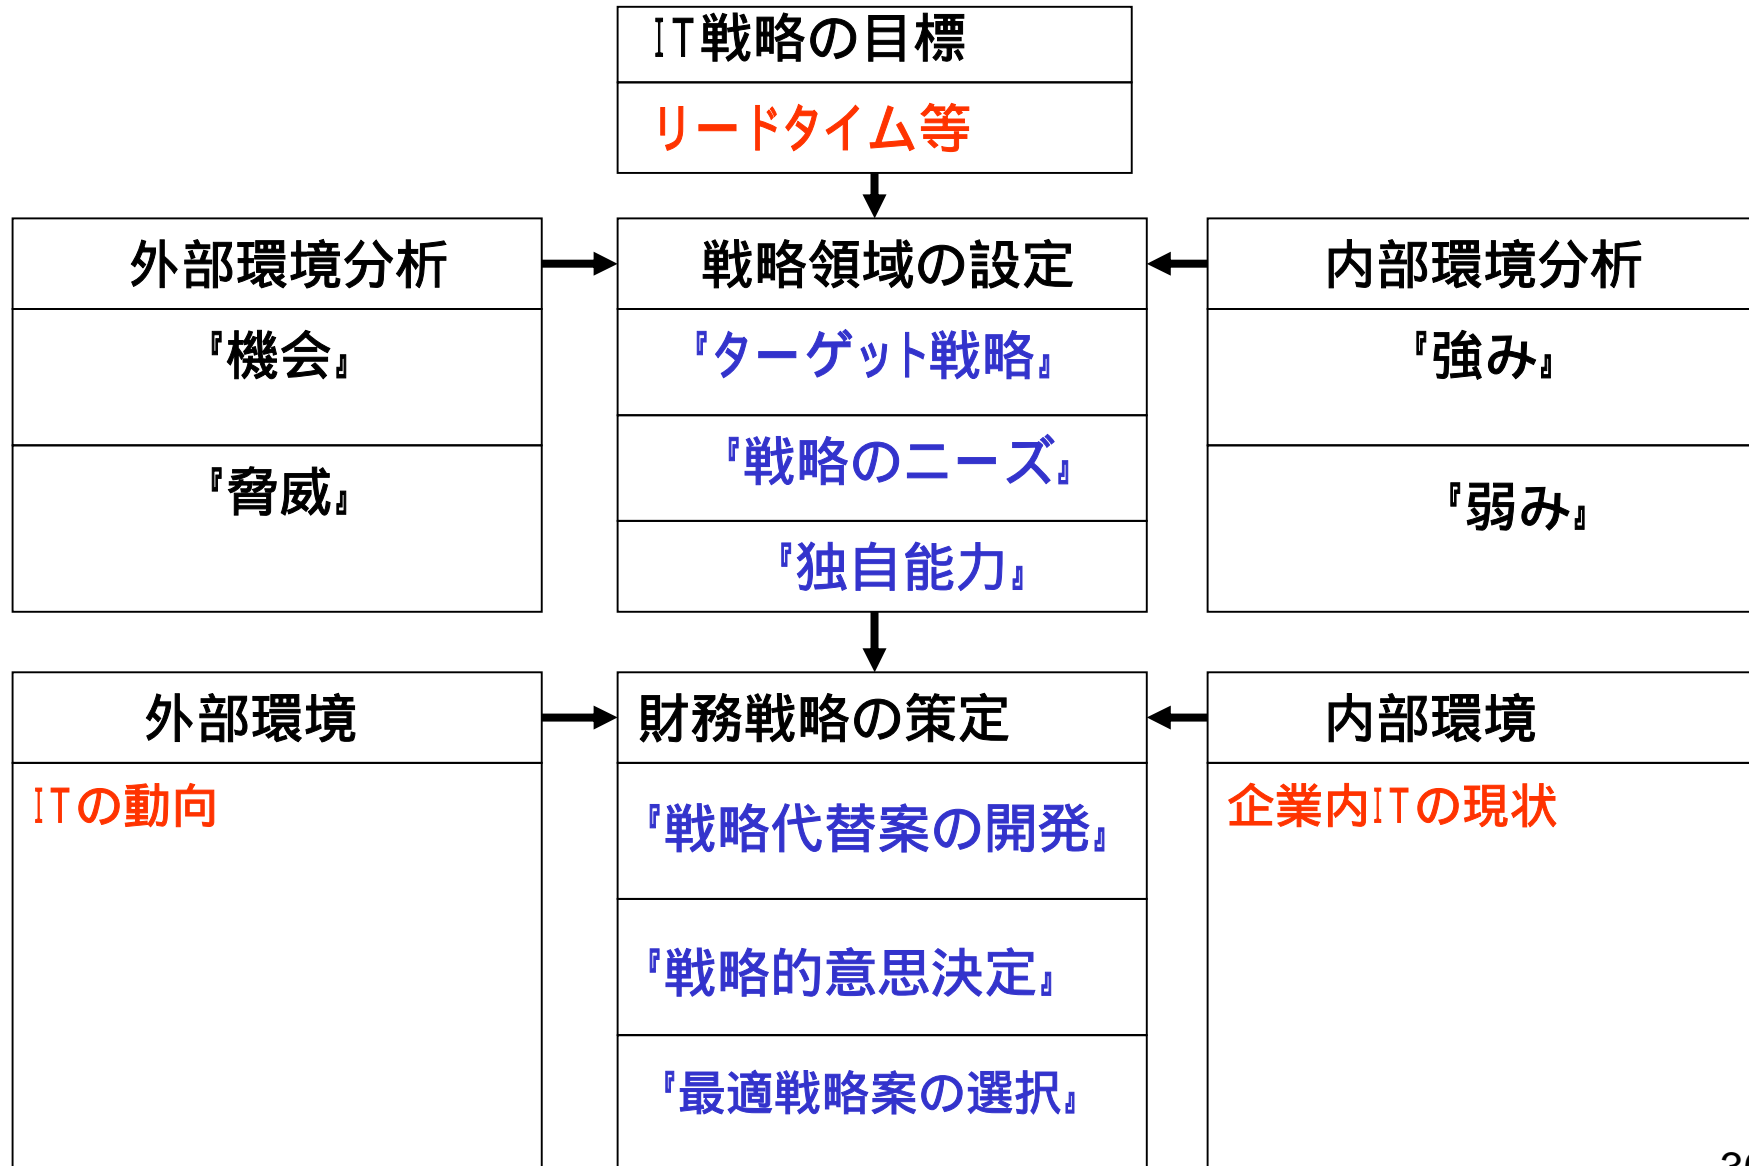 IT戦略の目標
リードタイム等
外部環境分析
『機会』
『脅威』
戦略領域の設定
『ターゲット戦略』
『戦略のニーズ』
『独自能力』
内部環境分析
『強み』
『弱み』
外部環境
ITの動向
財務戦略の策定
『戦略代替案の開発』
『戦略的意思決定』
『最適戦略案の選択』
内部環境
企業内ITの現状